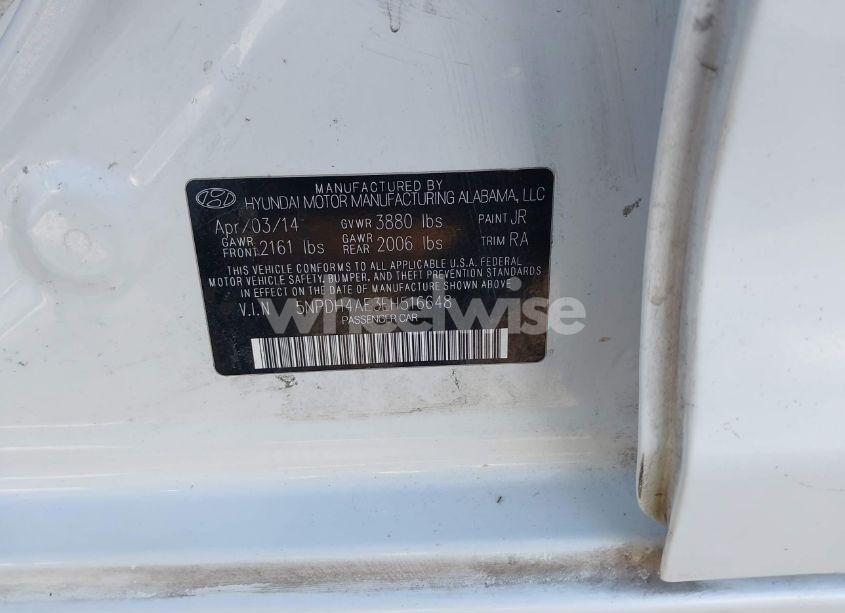 MANUFACTURED BY
HYUNDAI MOTOR MANUFACTURING ALABAMA, LLC
Apr/03/14 GVWR 3880 lbs PAINT JR
GAWR FRONT 2161 lbs GAWR REAR 2006 lbs TRIM RA
THIS VEHICLE CONFORMS TO ALL APPLICABLE U.S.A. FEDERAL
MOTOR VEHICLE SAFETY, BUMPER, AND THEFT PREVENTION STANDARDS
IN EFFECT ON THE DATE OF MANUFACTURE SHOWN ABOVE.
V.I.N 5NPDH4AE3EH516648
PASSENGER CAR
wheelwise